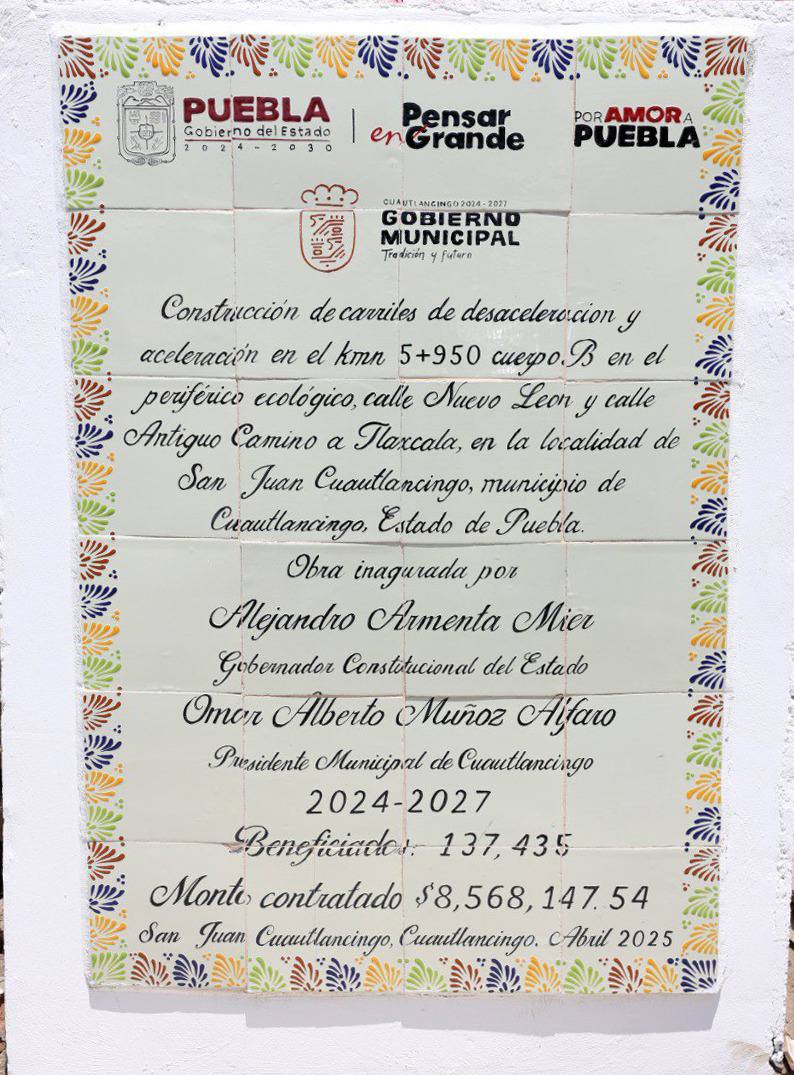 PUEBLA
Gobierno del Estado
2024-2030
Pensar
en Grande
POR AMOR A
PUEBLA
CUAUTLANCINGO 2024-2027
GOBIERNO
MUNICIPAL
Tradición y futuro
Construcción de carriles de desaceleracion y
aceleración en el kmn 5+950 cuerpo B en el
periférico ecológico, calle Nuevo Leon y calle
Antiguo Camino a Tlaxcala, en la localidad de
San Juan Cuautlancingo, municipio de
Cuautlancingo, Estado de Puebla.
Obra inagurada por
Alejandro Armenta Mier
Gobernador Constitucional del Estado
Omar Alberto Muñoz Alfaro
Presidente Municipal de Cuautlancingo
2024-2027
Beneficiados: 137,435
Monto contratado $8,568,147.54
San Juan Cuautlancingo, Cuautlancingo. Abril 2025